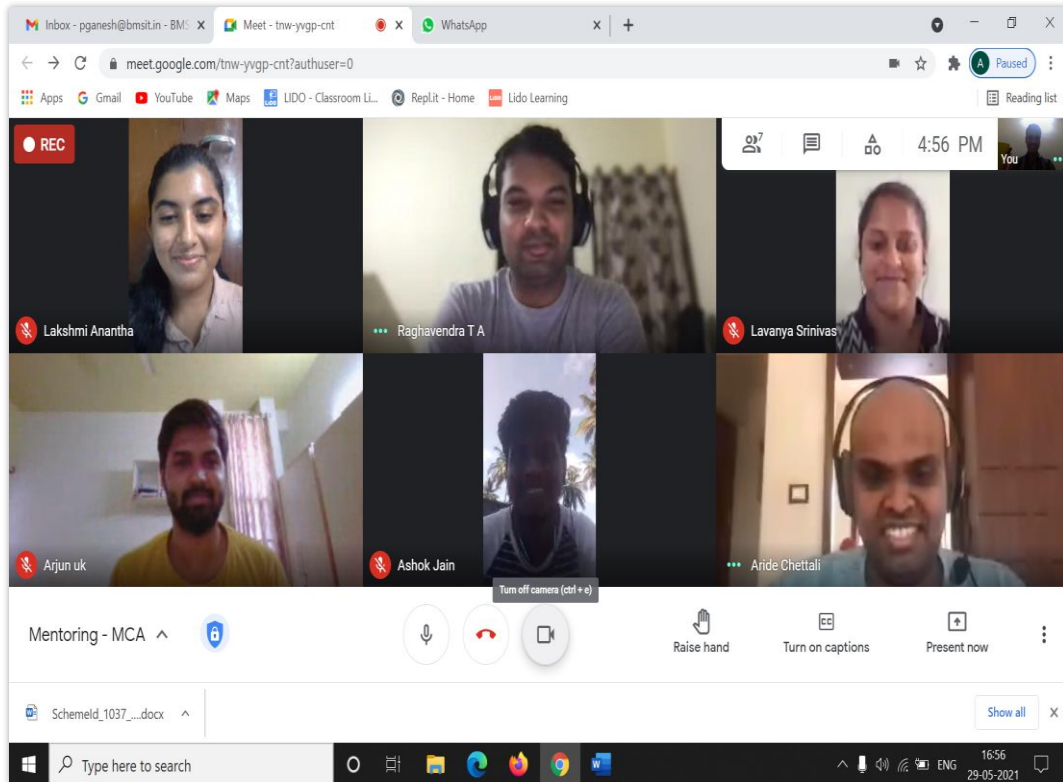 Inbox - pganesh@bmsit.in - BMS
Meet - tnw-yvgp-cnt
WhatsApp
meet.google.com/tnw-yvgp-cnt?authuser=0
A Paused
Apps Gmail YouTube Maps LIDO - Classroom Li... Repl.it - Home Lido Learning Reading list
REC
7 4:56 PM
You
Lakshmi Anantha
Raghavendra T A
Lavanya Srinivas
Arjun uk
Ashok Jain
Aride Chettali
Turn off camera (ctrl + e)
Mentoring - MCA
CC
Raise hand Turn on captions Present now
SchemeId_1037_....docx
Show all
Type here to search
ENG
16:56
29-05-2021